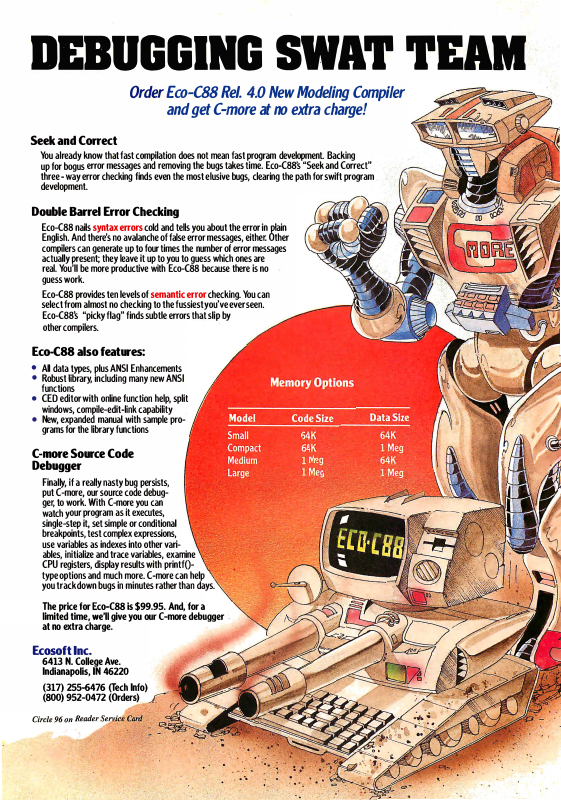 DEBUGGING SWAT TEAM
Order Eco-C88 Rel. 4.0 New Modeling Compiler
and get C-more at no extra charge!
Seek and Correct
You already know that fast compilation does not mean fast program development. Backing
up for bogus error messages and removing the bugs takes time. Eco-C88's "Seek and Correct"
three - way error checking finds even the most elusive bugs, clearing the path for swift program
development.
Double Barrel Error Checking
Eco-C88 nails syntax errors cold and tells you about the error in plain
English. And there's no avalanche of false error messages, either. Other
compilers can generate up to four times the number of error messages
actually present; they leave it up to you to guess which ones are
real. You'll be more productive with Eco-C88 because there is no
guess work.
Eco-C88 provides ten levels of semantic error checking. You can
select from almost no checking to the fussiest you've ever seen.
Eco-C88's "picky flag" finds subtle errors that slip by
other compilers.
Eco-C88 also features:
• All data types, plus ANSI Enhancements
• Robust library, including many new ANSI
functions
• CED editor with online function help, split
windows, compile-edit-link capability
• New, expanded manual with sample pro-
grams for the library functions
C-more Source Code
Debugger
Finally, if a really nasty bug persists,
put C-more, our source code debug-
ger, to work. With C-more you can
watch your program as it executes,
single-step it, set simple or conditional
breakpoints, test complex expressions,
use variables as indexes into other vari-
ables, initialize and trace variables, examine
CPU registers, display results with printf()-
type options and much more. C-more can help
you track down bugs in minutes rather than days.
The price for Eco-C88 is $99.95. And, for a
limited time, we'll give you our C-more debugger
at no extra charge.
Ecosoft Inc.
6413 N. College Ave.
Indianapolis, IN 46220
(317) 255-6476 (Tech Info)
(800) 952-0472 (Orders)
Circle 96 on Reader Service Card
C MORE
Memory Options
Model Code Size Data Size
Small 64K 64K
Compact 64K 1 Meg
Medium 1 Meg 64K
Large 1 Meg 1 Meg
ECO-C88